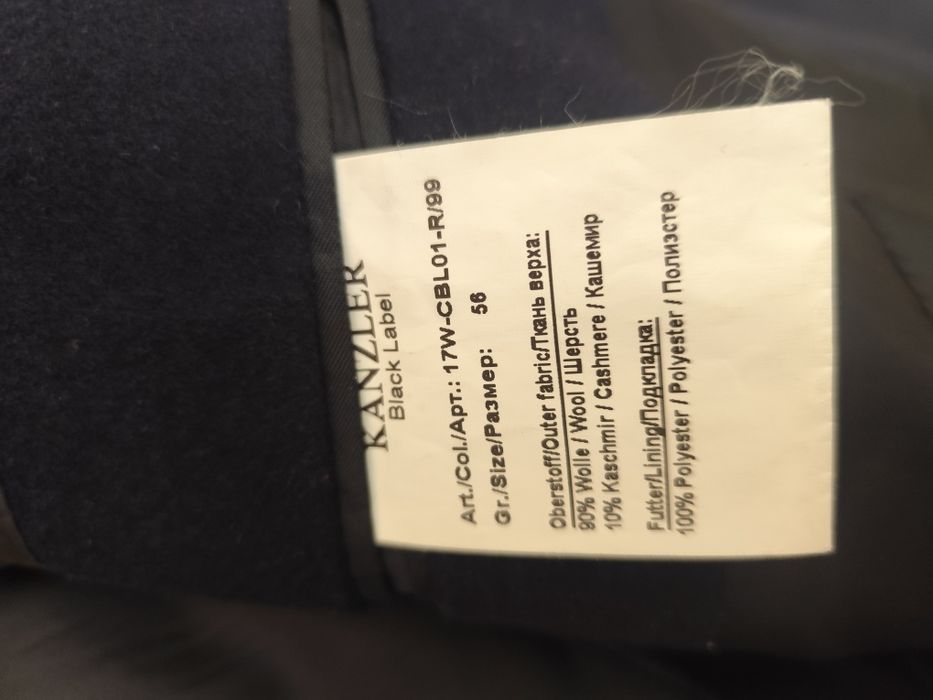 KANZLER
Black Label
Art./Col./Арт.: 17W-CBL01-R/99
Gr./Size/Размер: 56
Oberstoff/Outer fabric/Ткань верха:
90% Wolle / Wool / Шерсть
10% Kaschmir / Cashmere / Кашемир
Futter/Lining/Подкладка:
100% Polyester / Polyester / Полиэстер